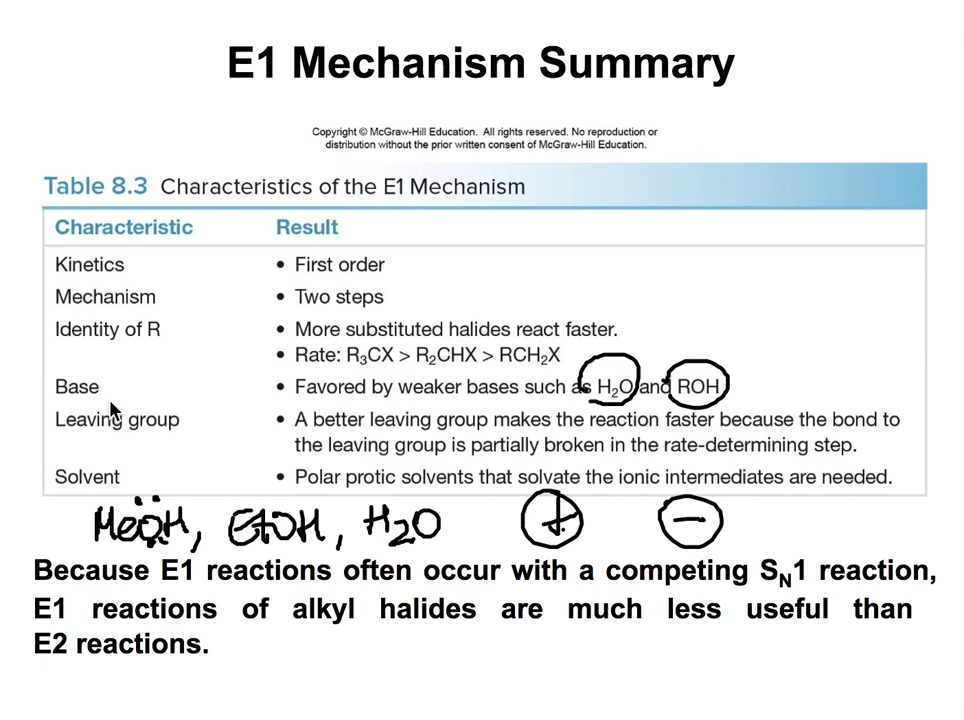 E1 Mechanism Summary
Copyright © McGraw-Hill Education. All rights reserved. No reproduction or
distribution without the prior written consent of McGraw-Hill Education.
Table 8.3 Characteristics of the E1 Mechanism
Characteristic Result
Kinetics • First order
Mechanism • Two steps
Identity of R • More substituted halides react faster.
• Rate: R₃CX > R₂CHX > RCH₂X
Base • Favored by weaker bases such as H₂O and ROH
Leaving group • A better leaving group makes the reaction faster because the bond to
the leaving group is partially broken in the rate-determining step.
Solvent • Polar protic solvents that solvate the ionic intermediates are needed.
MeOH, EtOH, H₂O + −
Because E1 reactions often occur with a competing Sₙ1 reaction,
E1 reactions of alkyl halides are much less useful than
E2 reactions.